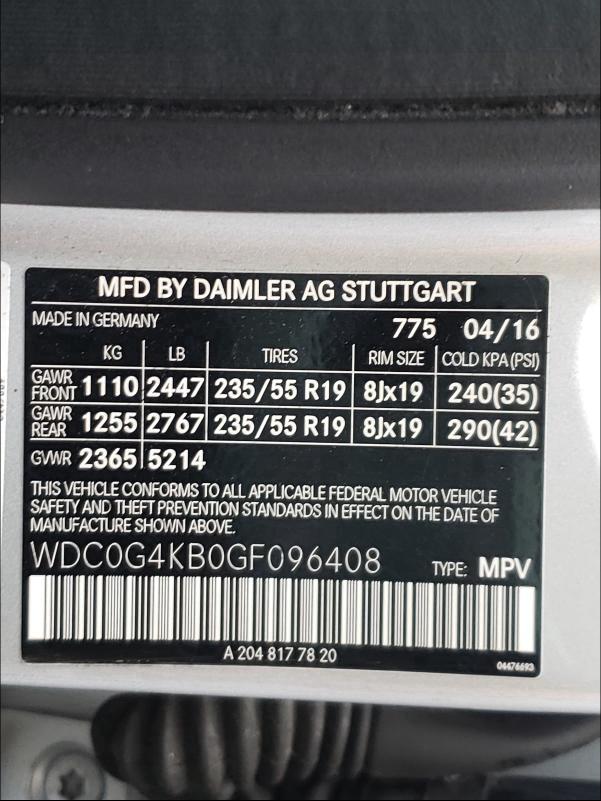 MFD BY DAIMLER AG STUTTGART
MADE IN GERMANY 775 04/16
KG LB TIRES RIM SIZE COLD KPA (PSI)
GAWR FRONT 1110 2447 235/55 R19 8Jx19 240(35)
GAWR REAR 1255 2767 235/55 R19 8Jx19 290(42)
GVWR 2365 5214
THIS VEHICLE CONFORMS TO ALL APPLICABLE FEDERAL MOTOR VEHICLE
SAFETY AND THEFT PREVENTION STANDARDS IN EFFECT ON THE DATE OF
MANUFACTURE SHOWN ABOVE.
WDC0G4KB0GF096408 TYPE: MPV
A 204 817 78 20
04476693